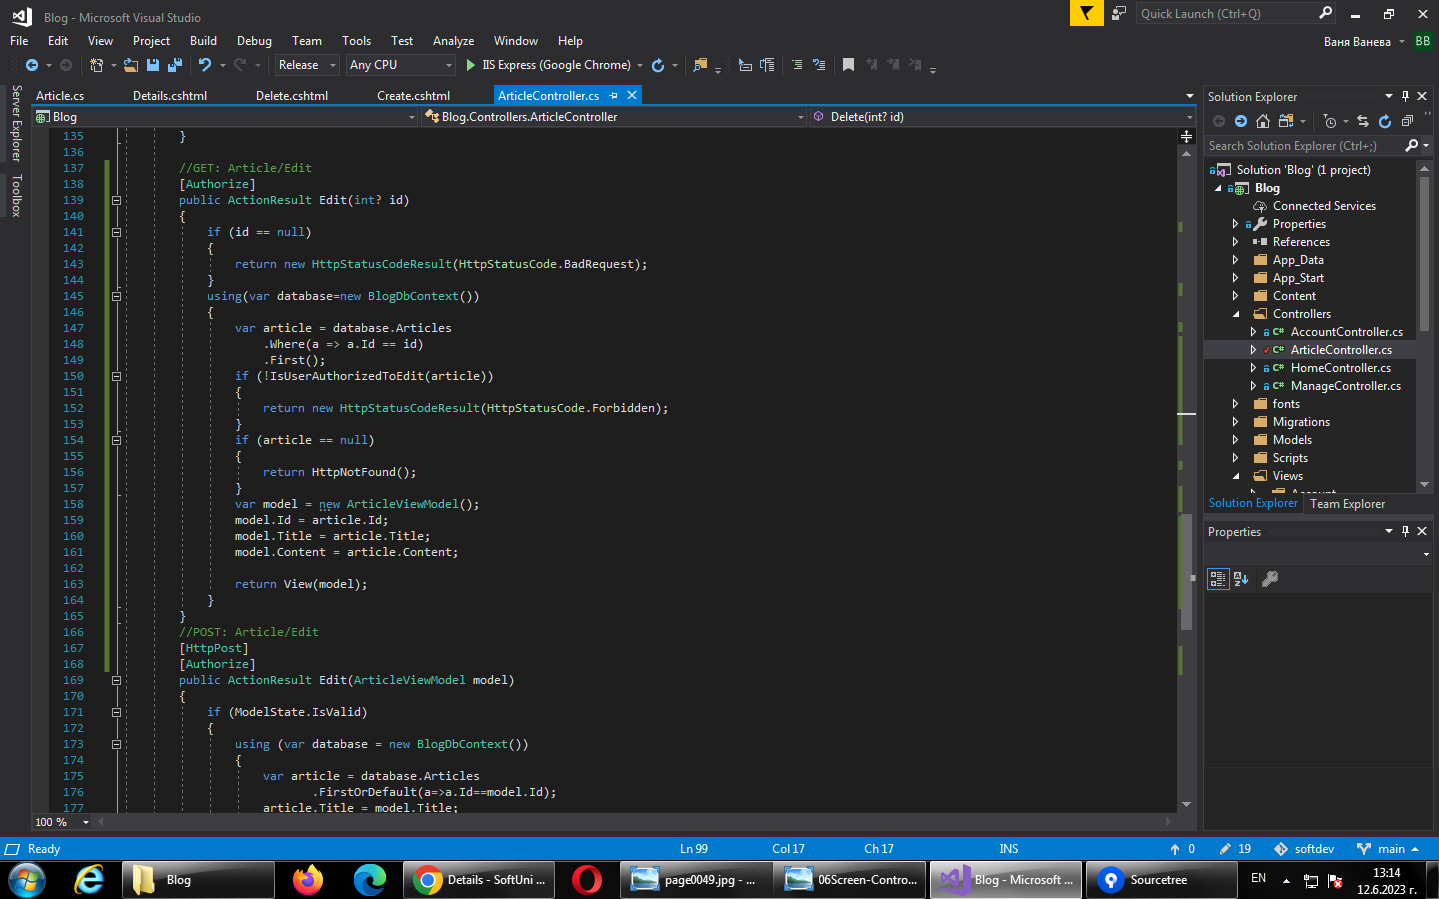 Blog - Microsoft Visual Studio
Quick Launch (Ctrl+Q)
File Edit View Project Build Debug Team Tools Test Analyze Window Help
Ваня Ванева
ВВ
Release Any CPU IIS Express (Google Chrome)
Server Explorer
Toolbox
Article.cs Details.cshtml Delete.cshtml Create.cshtml ArticleController.cs
Blog Blog.Controllers.ArticleController Delete(int? id)
135 }
136
137 //GET: Article/Edit
138 [Authorize]
139 public ActionResult Edit(int? id)
140 {
141 if (id == null)
142 {
143 return new HttpStatusCodeResult(HttpStatusCode.BadRequest);
144 }
145 using(var database=new BlogDbContext())
146 {
147 var article = database.Articles
148 .Where(a => a.Id == id)
149 .First();
150 if (!IsUserAuthorizedToEdit(article))
151 {
152 return new HttpStatusCodeResult(HttpStatusCode.Forbidden);
153 }
154 if (article == null)
155 {
156 return HttpNotFound();
157 }
158 var model = new ArticleViewModel();
159 model.Id = article.Id;
160 model.Title = article.Title;
161 model.Content = article.Content;
162
163 return View(model);
164 }
165 }
166 //POST: Article/Edit
167 [HttpPost]
168 [Authorize]
169 public ActionResult Edit(ArticleViewModel model)
170 {
171 if (ModelState.IsValid)
172 {
173 using (var database = new BlogDbContext())
174 {
175 var article = database.Articles
176 .FirstOrDefault(a=>a.Id==model.Id);
177 article.Title = model.Title;
100 %
Solution Explorer
Search Solution Explorer (Ctrl+;)
Solution 'Blog' (1 project)
Blog
Connected Services
Properties
References
App_Data
App_Start
Content
Controllers
AccountController.cs
ArticleController.cs
HomeController.cs
ManageController.cs
fonts
Migrations
Models
Scripts
Views
Account
Solution Explorer Team Explorer
Properties
Ready Ln 99 Col 17 Ch 17 INS 0 19 softdev main
Blog Details - SoftUni ... page0049.jpg - ... 06Screen-Contro... Blog - Microsoft ... Sourcetree EN 13:14
12.6.2023 г.